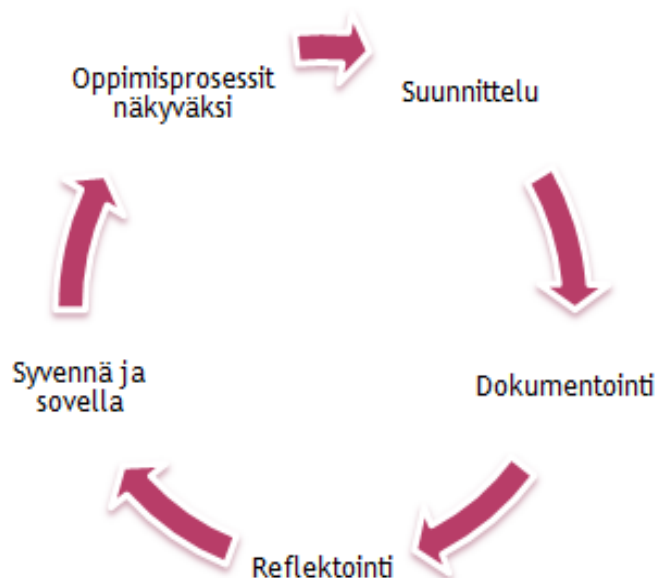 Oppimisprosessit
näkyväksi
Suunnittelu
Dokumentointi
Reflektointi
Syvennä ja
sovella